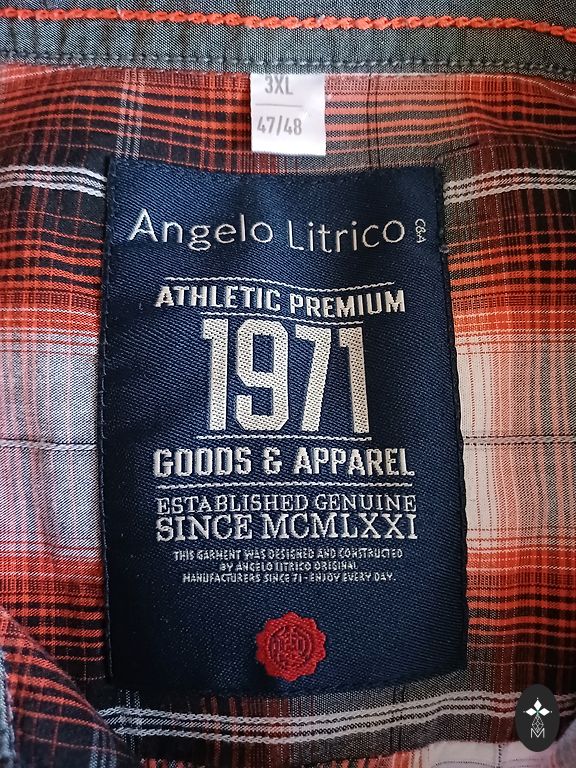 3XL
47/48
Angelo Litrico C&A
ATHLETIC PREMIUM
1971
GOODS & APPAREL
ESTABLISHED GENUINE
SINCE MCMLXXI
THIS GARMENT WAS DESIGNED AND CONSTRUCTED
BY ANGELO LITRICO ORIGINAL
MANUFACTURERS SINCE 71 - ENJOY EVERY DAY.
M